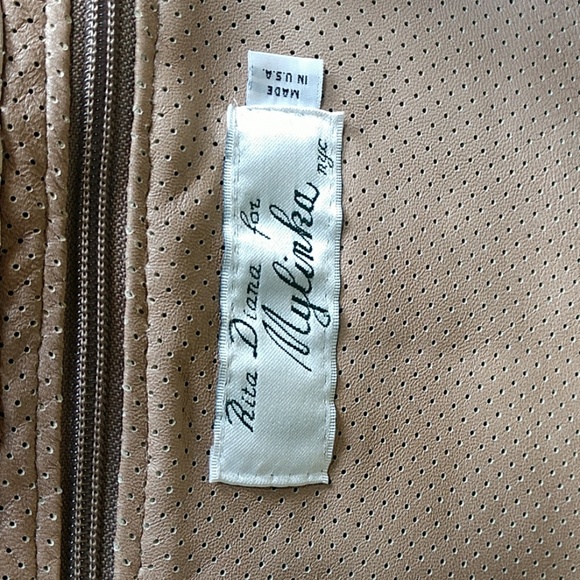 Rita Diana for
Mylinka nyc
MADE
IN U.S.A.